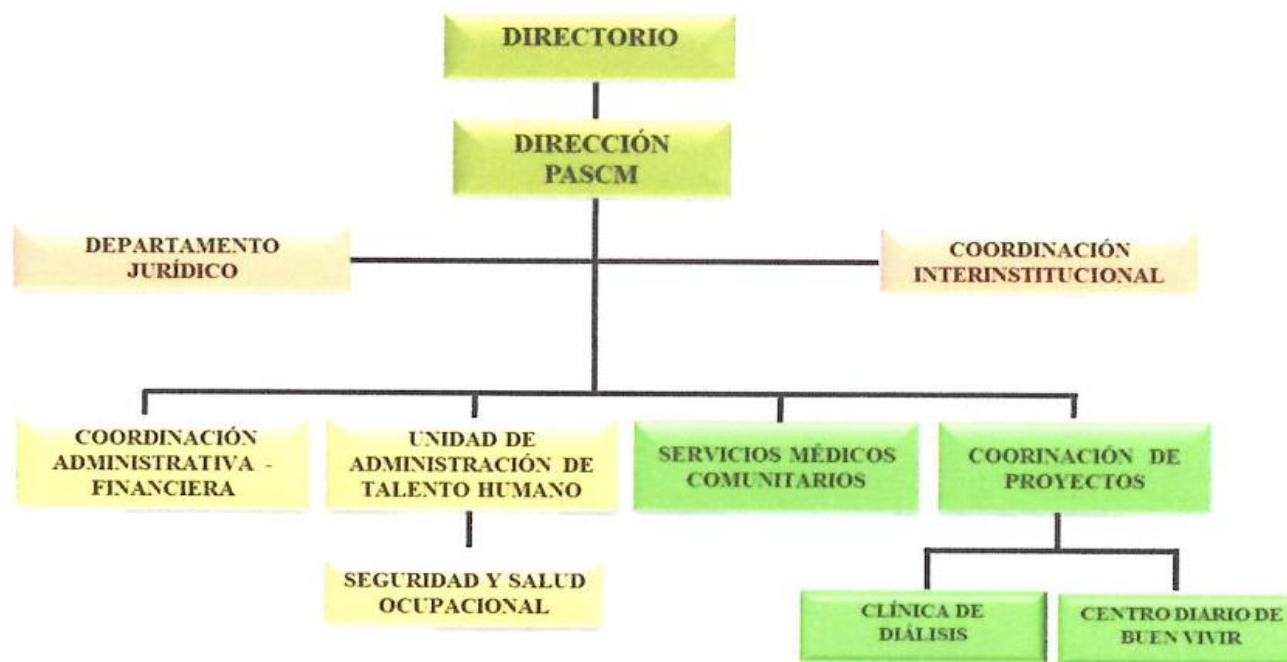 DIRECTORIO
DIRECCIÓN
PASCM
DEPARTAMENTO
JURÍDICO
COORDINACIÓN
INTERINSTITUCIONAL
COORDINACIÓN
ADMINISTRATIVA -
FINANCIERA
UNIDAD DE
ADMINISTRACIÓN DE
TALENTO HUMANO
SERVICIOS MÉDICOS
COMUNITARIOS
COORINACIÓN DE
PROYECTOS
SEGURIDAD Y SALUD
OCUPACIONAL
CLÍNICA DE
DIÁLISIS
CENTRO DIARIO DE
BUEN VIVIR